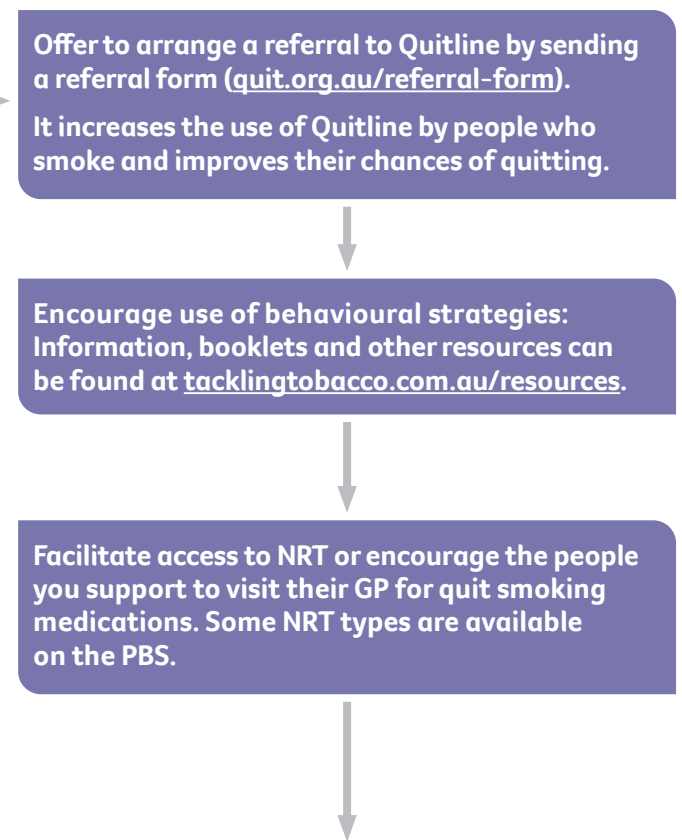 Offer to arrange a referral to Quitline by sending
a referral form (quit.org.au/referral-form).
It increases the use of Quitline by people who
smoke and improves their chances of quitting.
Encourage use of behavioural strategies:
Information, booklets and other resources can
be found at tacklingtobacco.com.au/resources.
Facilitate access to NRT or encourage the people
you support to visit their GP for quit smoking
medications. Some NRT types are available
on the PBS.